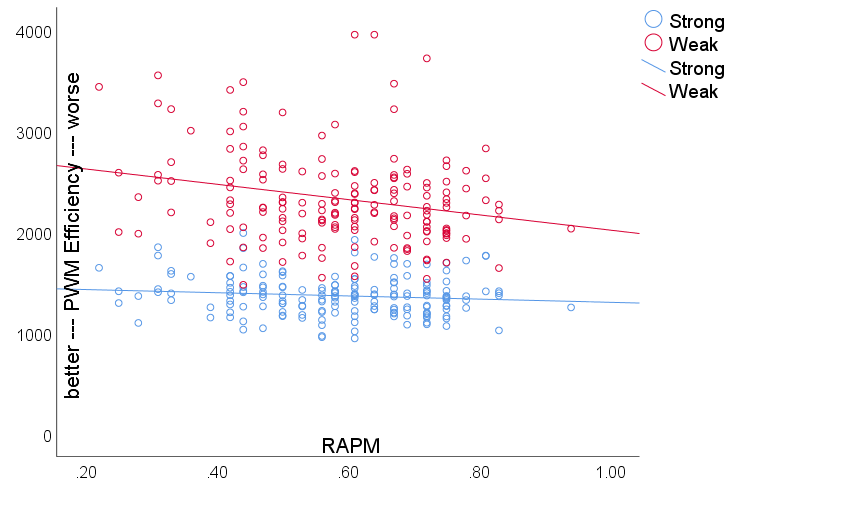 4000
3000
2000
1000
0
better --- PWM Efficiency --- worse
RAPM
.20 .40 .60 .80 1.00
Strong
Weak
Strong
Weak